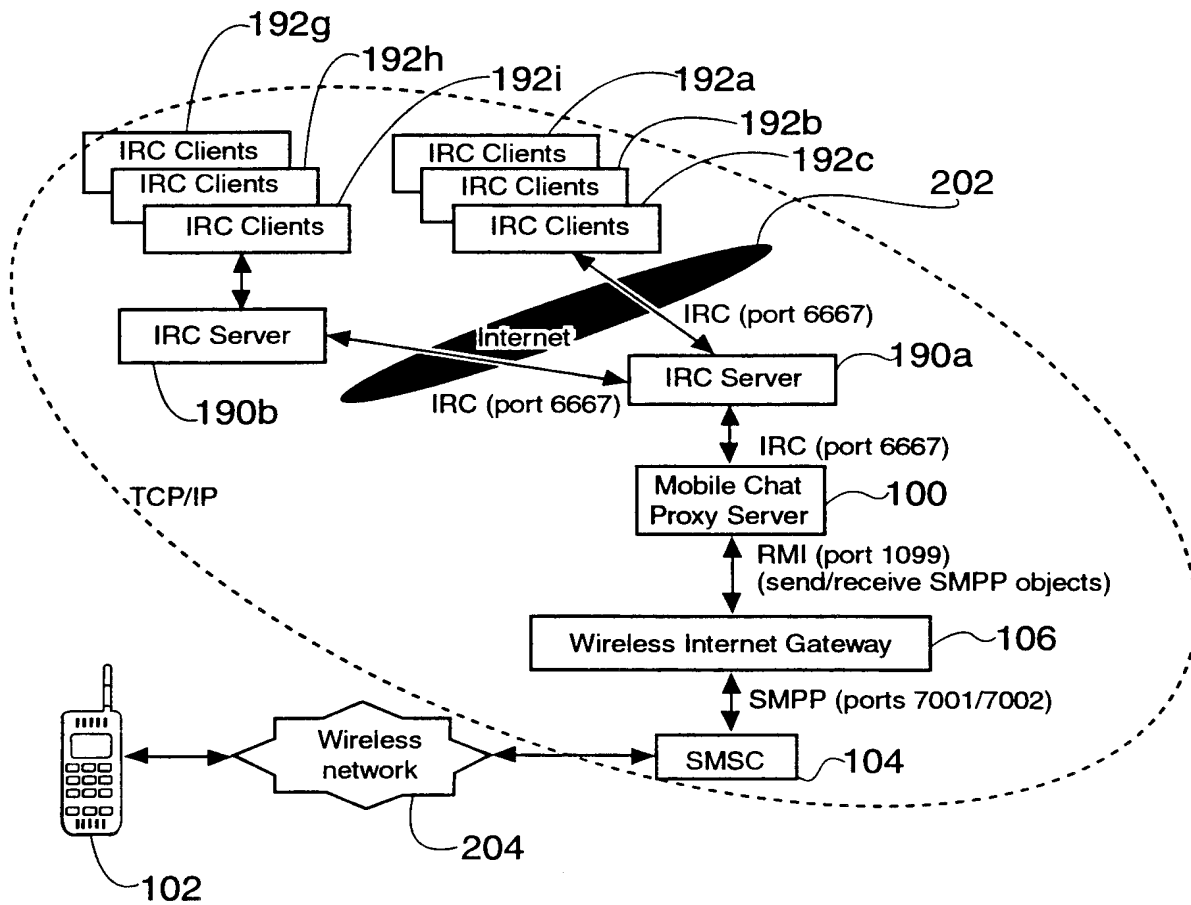 192g
192h
192i
192a
192b
192c
202
IRC Clients
IRC Clients
IRC Clients
IRC Clients
IRC Clients
IRC Clients
IRC (port 6667)
IRC Server
Internet
190b
IRC (port 6667)
IRC Server
190a
IRC (port 6667)
TCP/IP
Mobile Chat
Proxy Server
100
RMI (port 1099)
(send/receive SMPP objects)
Wireless Internet Gateway
106
SMPP (ports 7001/7002)
Wireless
network
SMSC
104
204
102